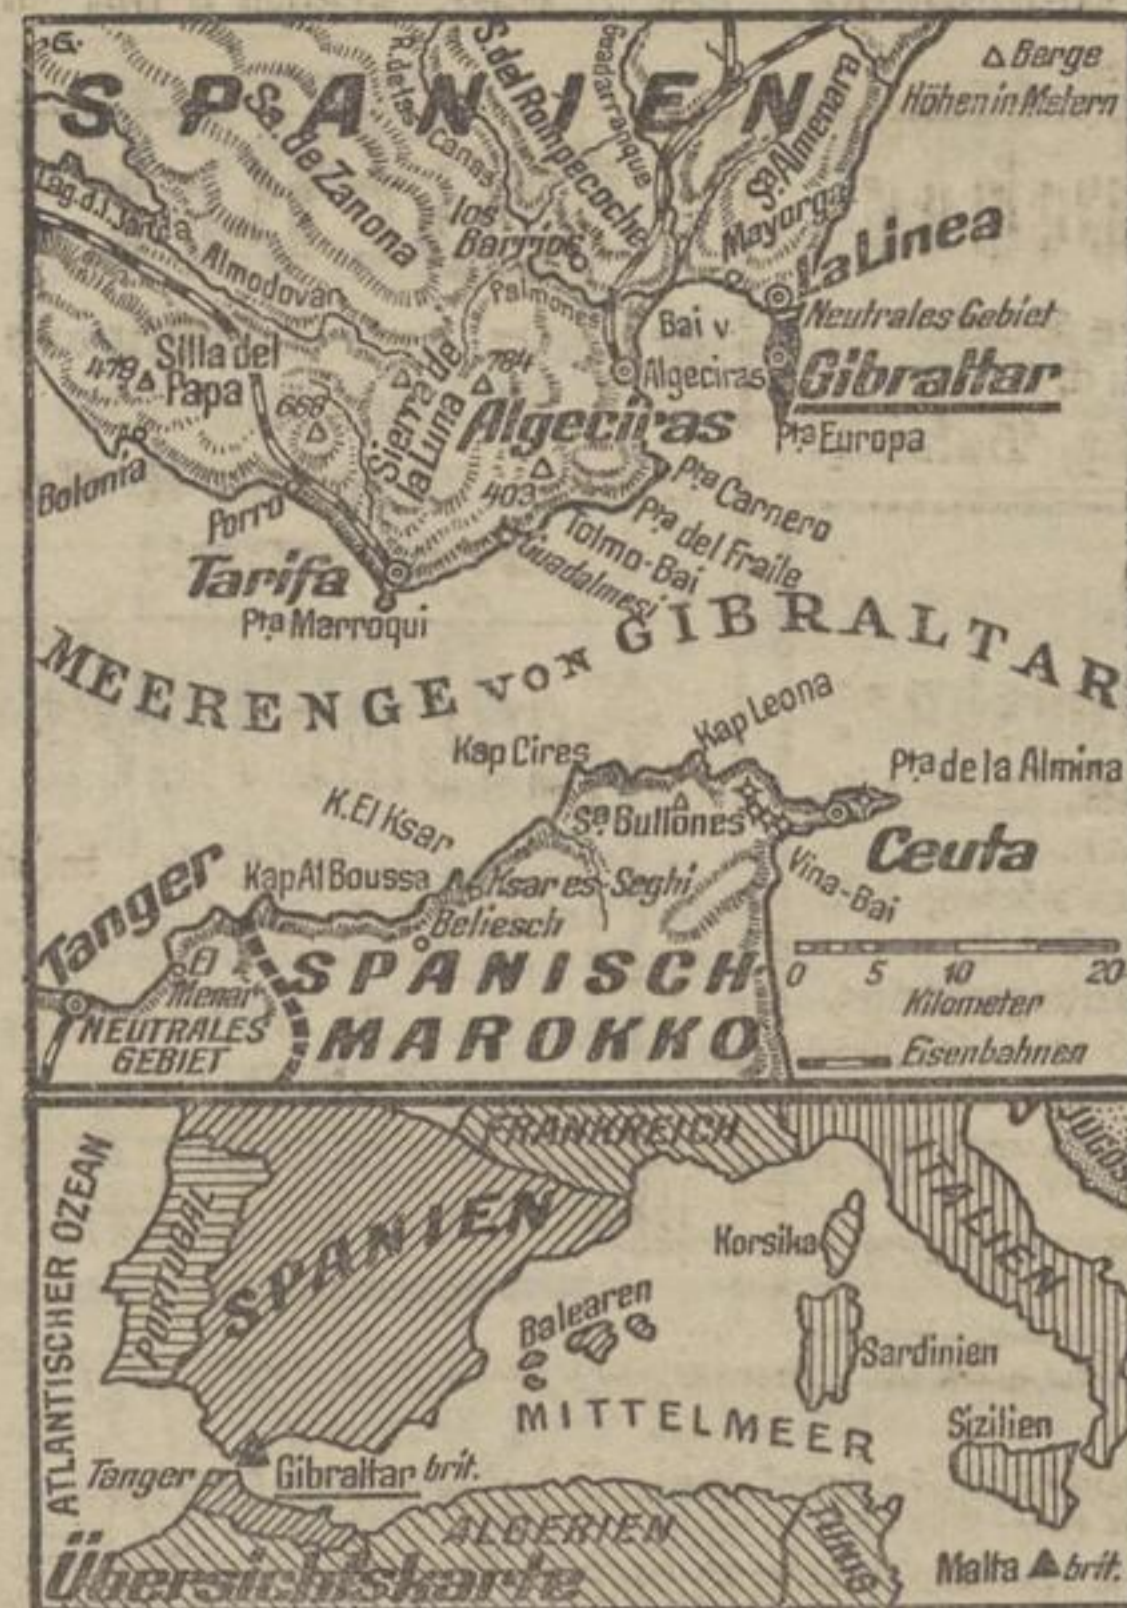 G.
SPANIEN
△ Berge
Höhen in Metern
Sa. de Zanona
R. de las Canas
S. del Rompecoche
Guadarranque
Sa. Almenara
Mayorga
Lag. d. l. Janda
Almodovar
los Barrios
Palmones
La Linea
Neutrales Gebiet
Bai v. Algeciras
Gibraltar
Pta Europa
479
Silla del Papa
668
Sierra de la Luna
784
Algeciras
403
Bolonia
Porro
Tarifa
Pta Marroqui
Pta Carnero
Pta del Fraile
Tolmo-Bai
Guadalmesi
MEERENGE VON GIBRALTAR
Kap Cires
Kap Leona
Pta de la Almina
Sa. Bullones
K. El Ksar
Ceuta
Vina-Bai
Tanger
Kap Al Boussa
Ksar es-Seghi
Beliesch
El Menar
NEUTRALES GEBIET
SPANISCH MAROKKO
0 5 10 20
Kilometer
Eisenbahnen
ATLANTISCHER OZEAN
PORTUGAL
SPANIEN
FRANKREICH
ITALIEN
JUGOS
Korsika
Balearen
Sardinien
MITTELMEER
Sizilien
Tanger
Gibraltar brit.
ALGERIEN
TUNIS
Malta brit.
Übersichtskarte